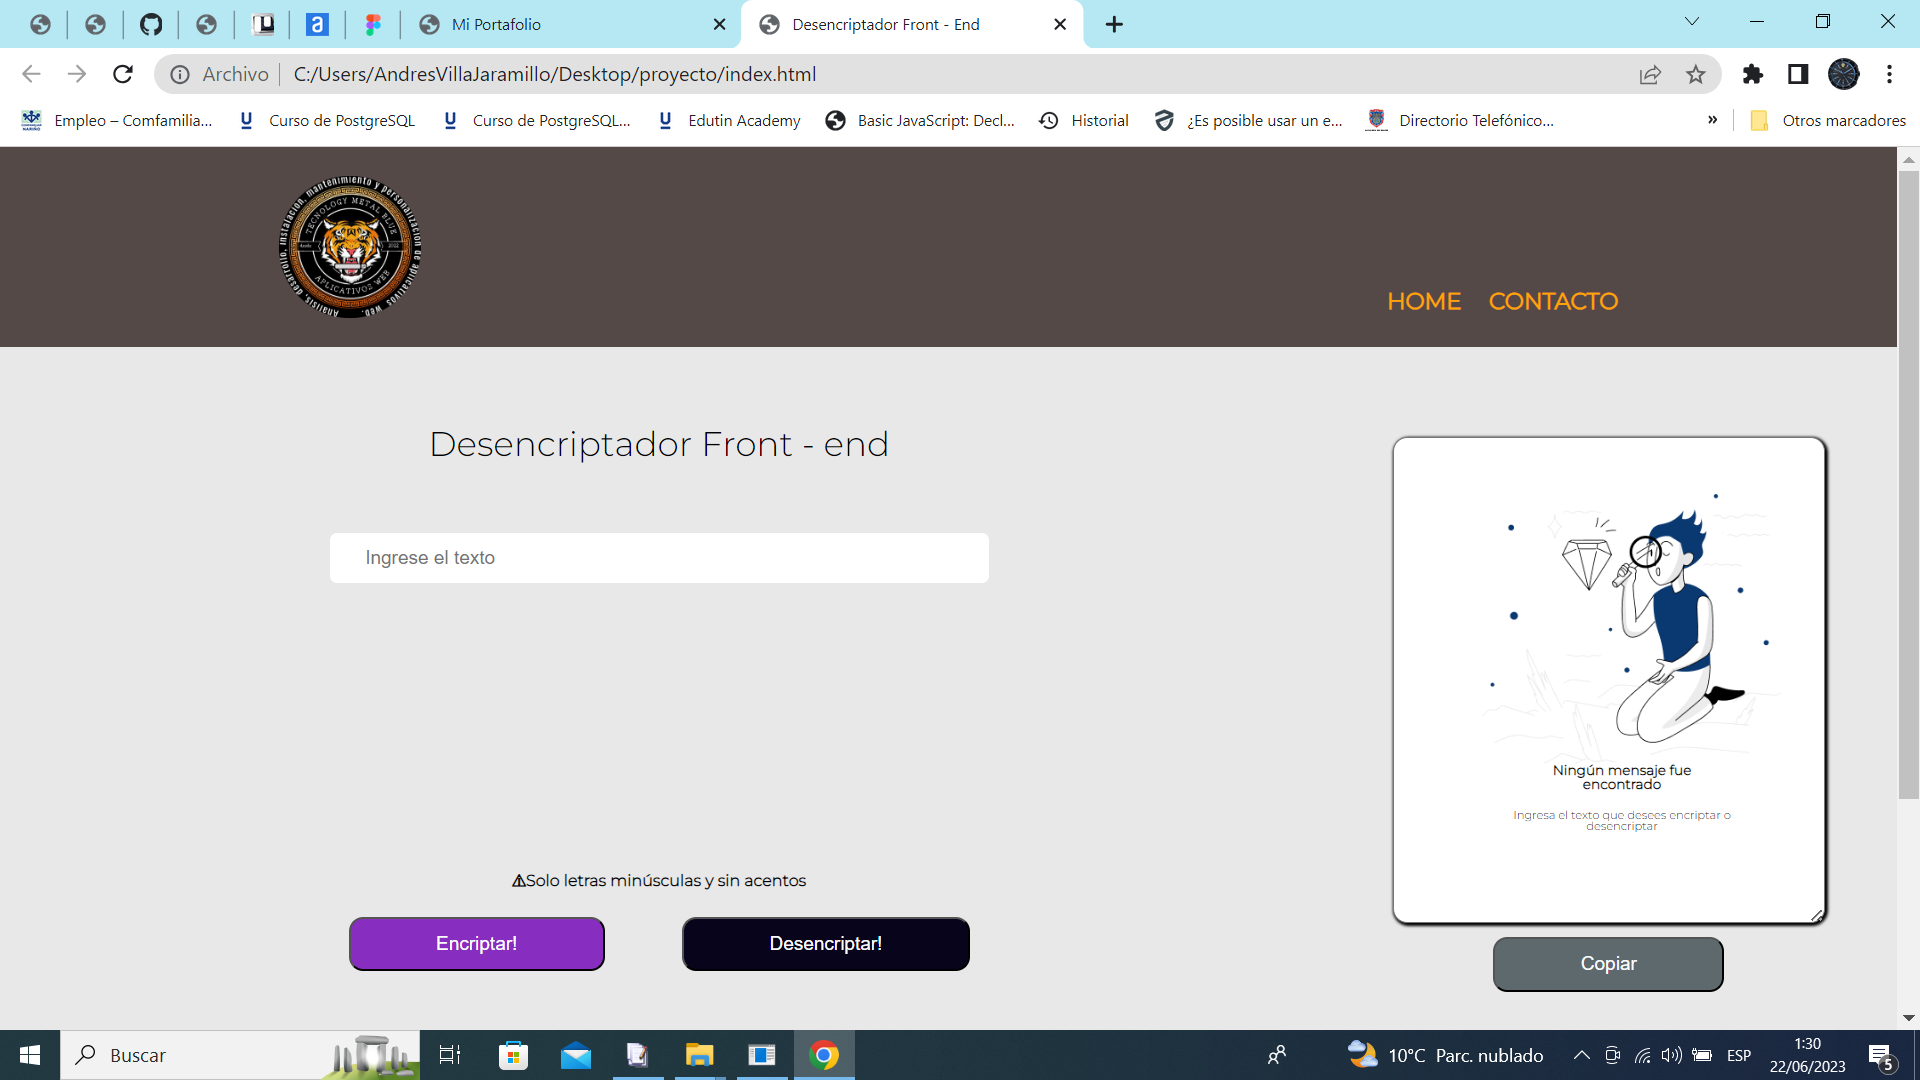 Mi Portafolio
Desencriptador Front - End
Archivo
C:/Users/AndresVillaJaramillo/Desktop/proyecto/index.html
Empleo – Comfamilia...
Curso de PostgreSQL
Curso de PostgreSQL...
Edutin Academy
Basic JavaScript: Decl...
Historial
¿Es posible usar un e...
Directorio Telefónico...
»
Otros marcadores
Analisis, desarrollo, instalación, mantenimiento y personalización de aplicativos web.
TECNOLOGY METAL BLUE
desde
2022
APLICATIVOS WEB
HOME
CONTACTO
Desencriptador Front - end
Ingrese el texto
Ningún mensaje fue
encontrado
Ingresa el texto que desees encriptar o
desencriptar
⚠Solo letras minúsculas y sin acentos
Encriptar!
Desencriptar!
Copiar
Buscar
10°C Parc. nublado
ESP
1:30
22/06/2023
5